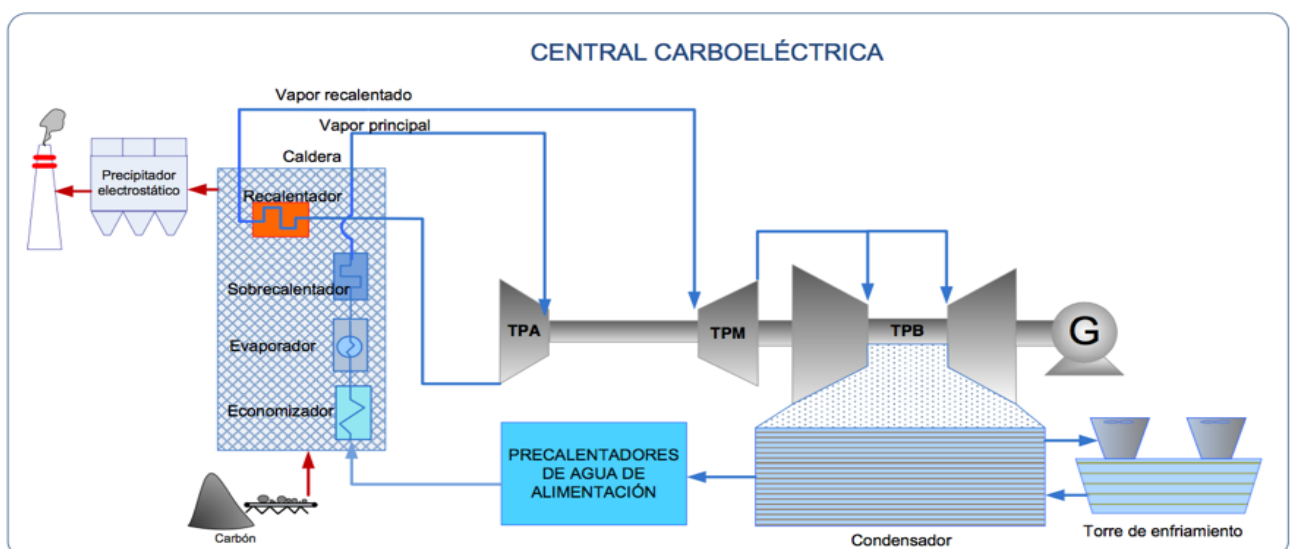 CENTRAL CARBOELÉCTRICA
Vapor recalentado
Vapor principal
Caldera
Precipitador
electrostático
Recalentador
Sobrecalentador
Evaporador
Economizador
TPA
TPM
TPB
G
PRECALENTADORES
DE AGUA DE
ALIMENTACIÓN
Carbón
Condensador
Torre de enfriamiento